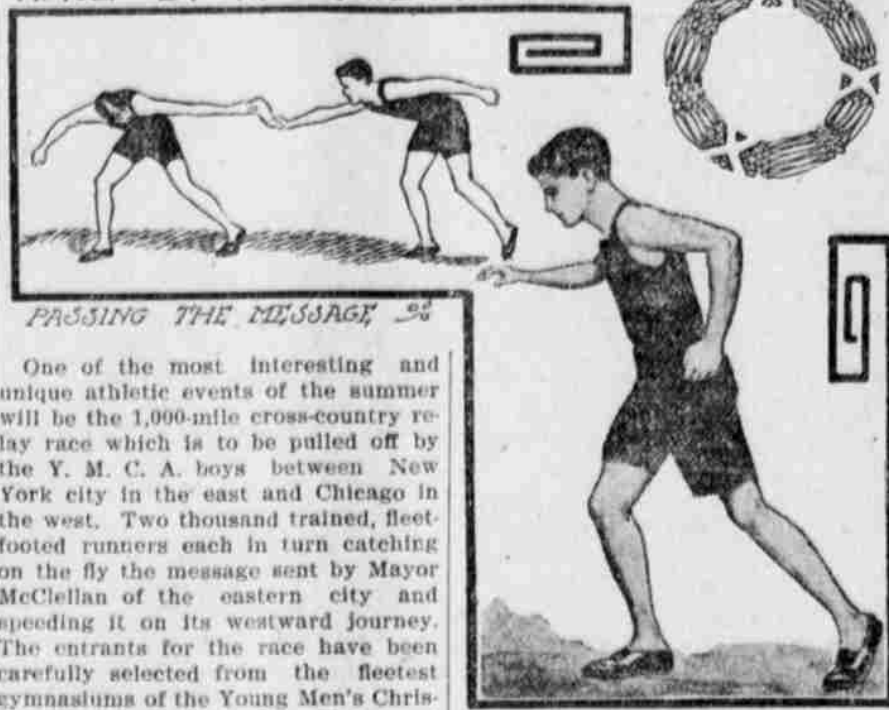 PASSING THE MESSAGE
One of the most interesting and
unique athletic events of the summer
will be the 1,000-mile cross-country re-
lay race which is to be pulled off by
the Y. M. C. A. boys between New
York city in the east and Chicago in
the west. Two thousand trained, fleet-
footed runners each in turn catching
on the fly the message sent by Mayor
McClellan of the eastern city and
speeding it on its westward journey.
The entrants for the race have been
carefully selected from the fleetest
gymnasiums of the Young Men's Chris-